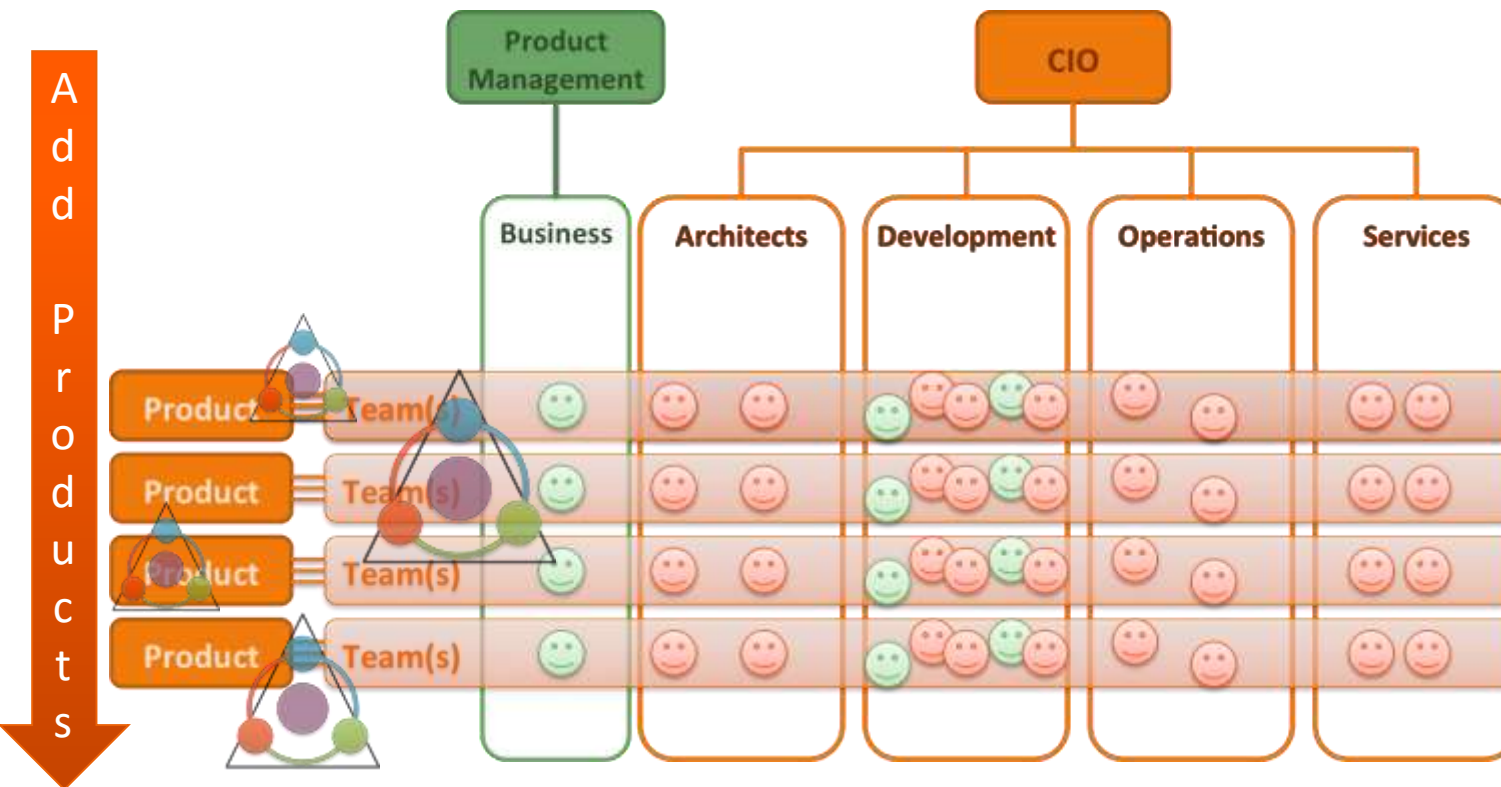 Add Products
Product
Management
CIO
Business
Architects
Development
Operations
Services
Product
Team(s)
Product
Team(s)
Product
Team(s)
Product
Team(s)